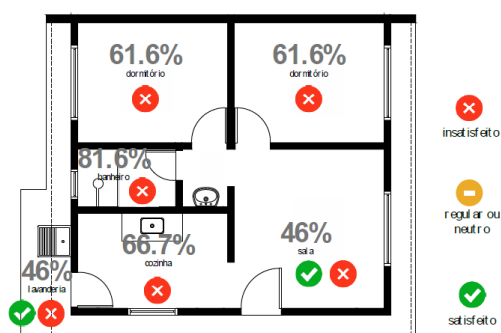 61.6%
dormitório
61.6%
dormitório
insatisfeito
81.6%
banheiro
regular ou
neutro
66.7%
cozinha
46%
sala
46%
lavanderia
satisfeito